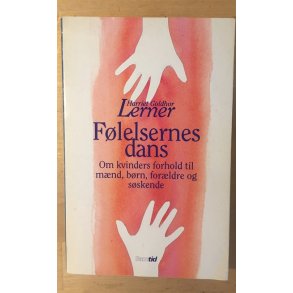 Harriet Goldhor
Lerner
Følelsernes
dans
Om kvinders forhold til
mænd, børn, forældre og
søskende